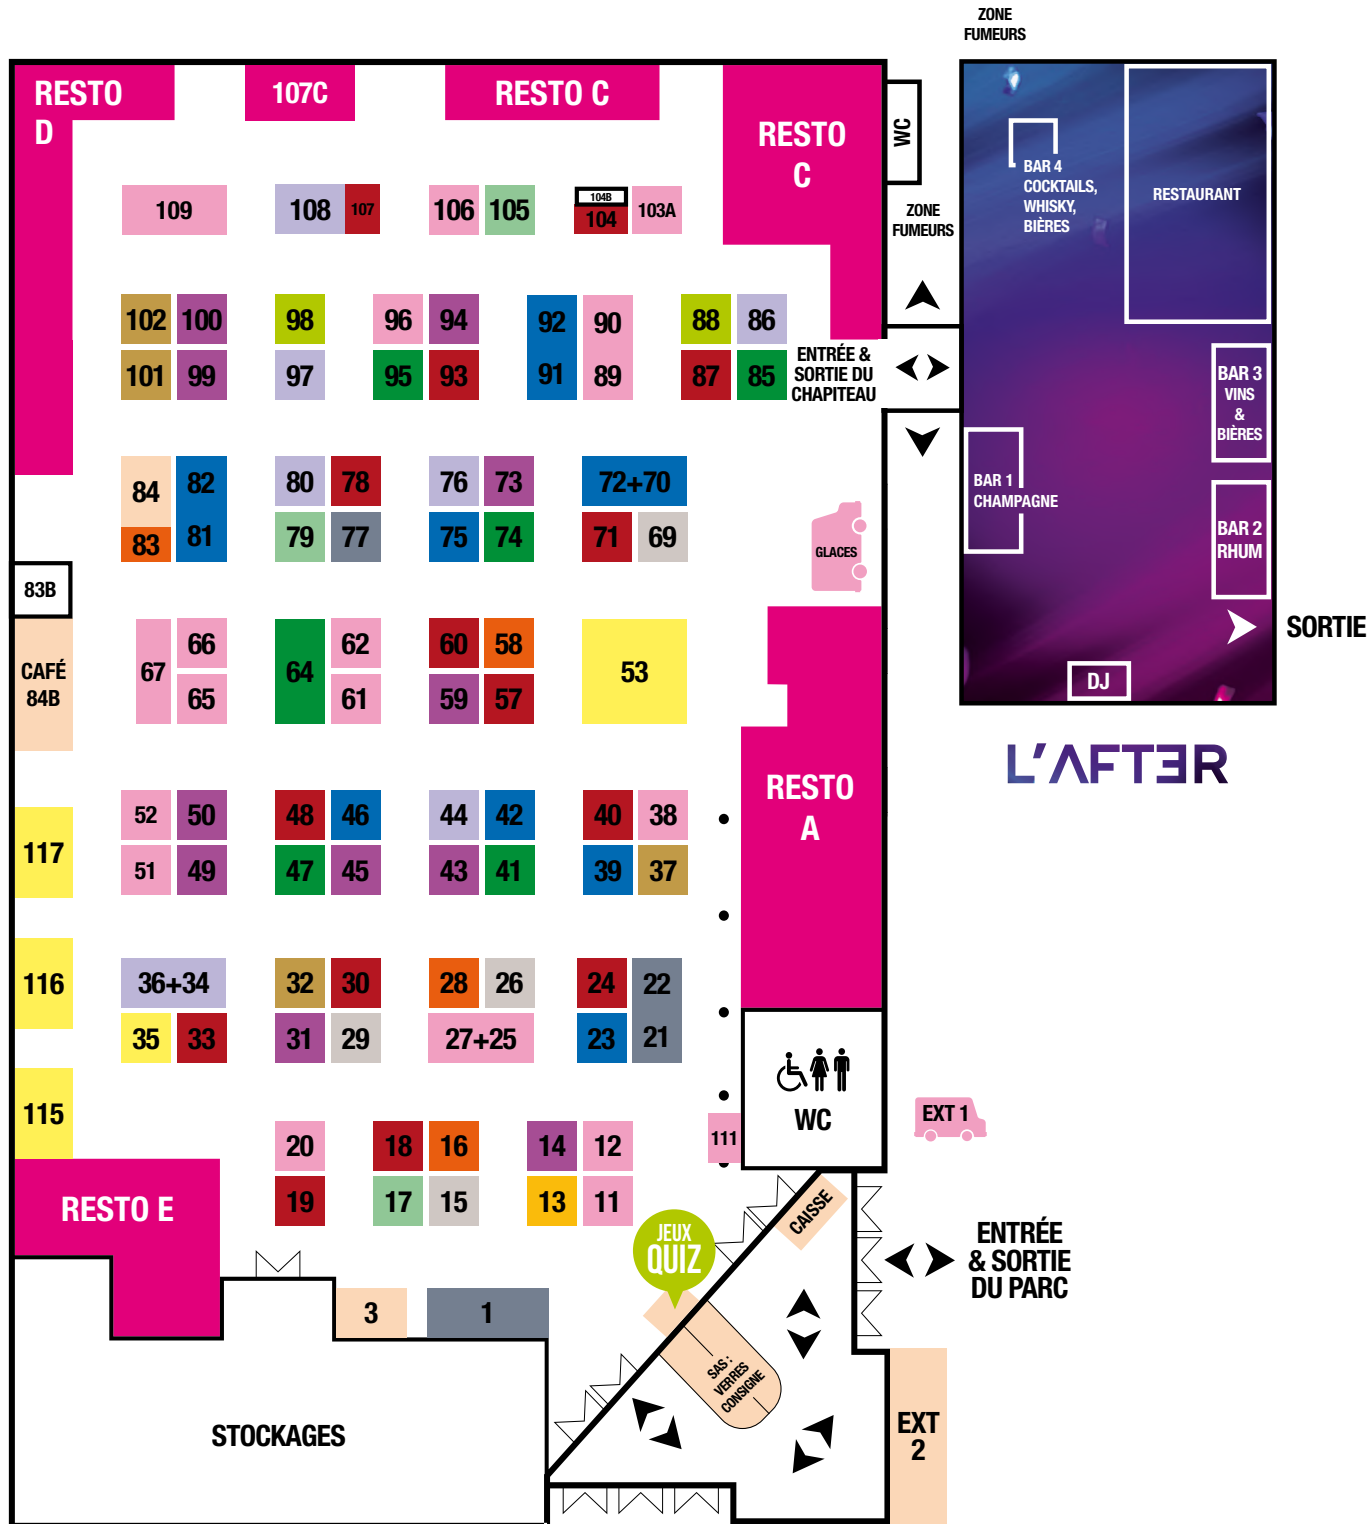 ZONE
FUMEURS
RESTO
D
107C
RESTO C
RESTO
C
WC
BAR 4
COCKTAILS,
WHISKY,
BIÈRES
RESTAURANT
109
108
107
106
105
104B
104
103A
ZONE
FUMEURS
102
100
98
96
94
92
90
88
86
101
99
97
95
93
91
89
87
85
ENTRÉE &
SORTIE DU
CHAPITEAU
BAR 3
VINS
&
BIÈRES
84
82
80
78
76
73
72+70
83
81
79
77
75
74
71
69
GLACES
BAR 1
CHAMPAGNE
BAR 2
RHUM
83B
CAFÉ
84B
67
66
65
64
62
61
60
58
59
57
53
SORTIE
DJ
L'AFTER
RESTO
A
117
52
50
48
46
44
42
40
38
51
49
47
45
43
41
39
37
116
36+34
32
30
28
26
24
22
35
33
31
29
27+25
23
21
115
WC
EXT 1
111
20
18
16
14
12
19
17
15
13
11
RESTO E
CAISSE
JEUX
QUIZ
ENTRÉE
& SORTIE
DU PARC
3
1
SAS :
VERRES
CONSIGNE
STOCKAGES
EXT
2